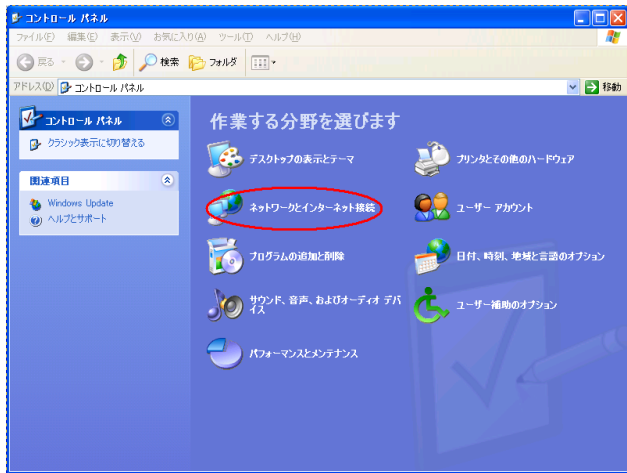 コントロール パネル
ファイル(F) 編集(E) 表示(V) お気に入り(A) ツール(T) ヘルプ(H)
戻る 検索 フォルダ
アドレス(D) コントロール パネル 移動
コントロール パネル
クラシック表示に切り替える
関連項目
Windows Update
ヘルプとサポート
作業する分野を選びます
デスクトップの表示とテーマ
プリンタとその他のハードウェア
ネットワークとインターネット接続
ユーザー アカウント
プログラムの追加と削除
日付、時刻、地域と言語のオプション
サウンド、音声、およびオーディオ デバ
イス
ユーザー補助のオプション
パフォーマンスとメンテナンス